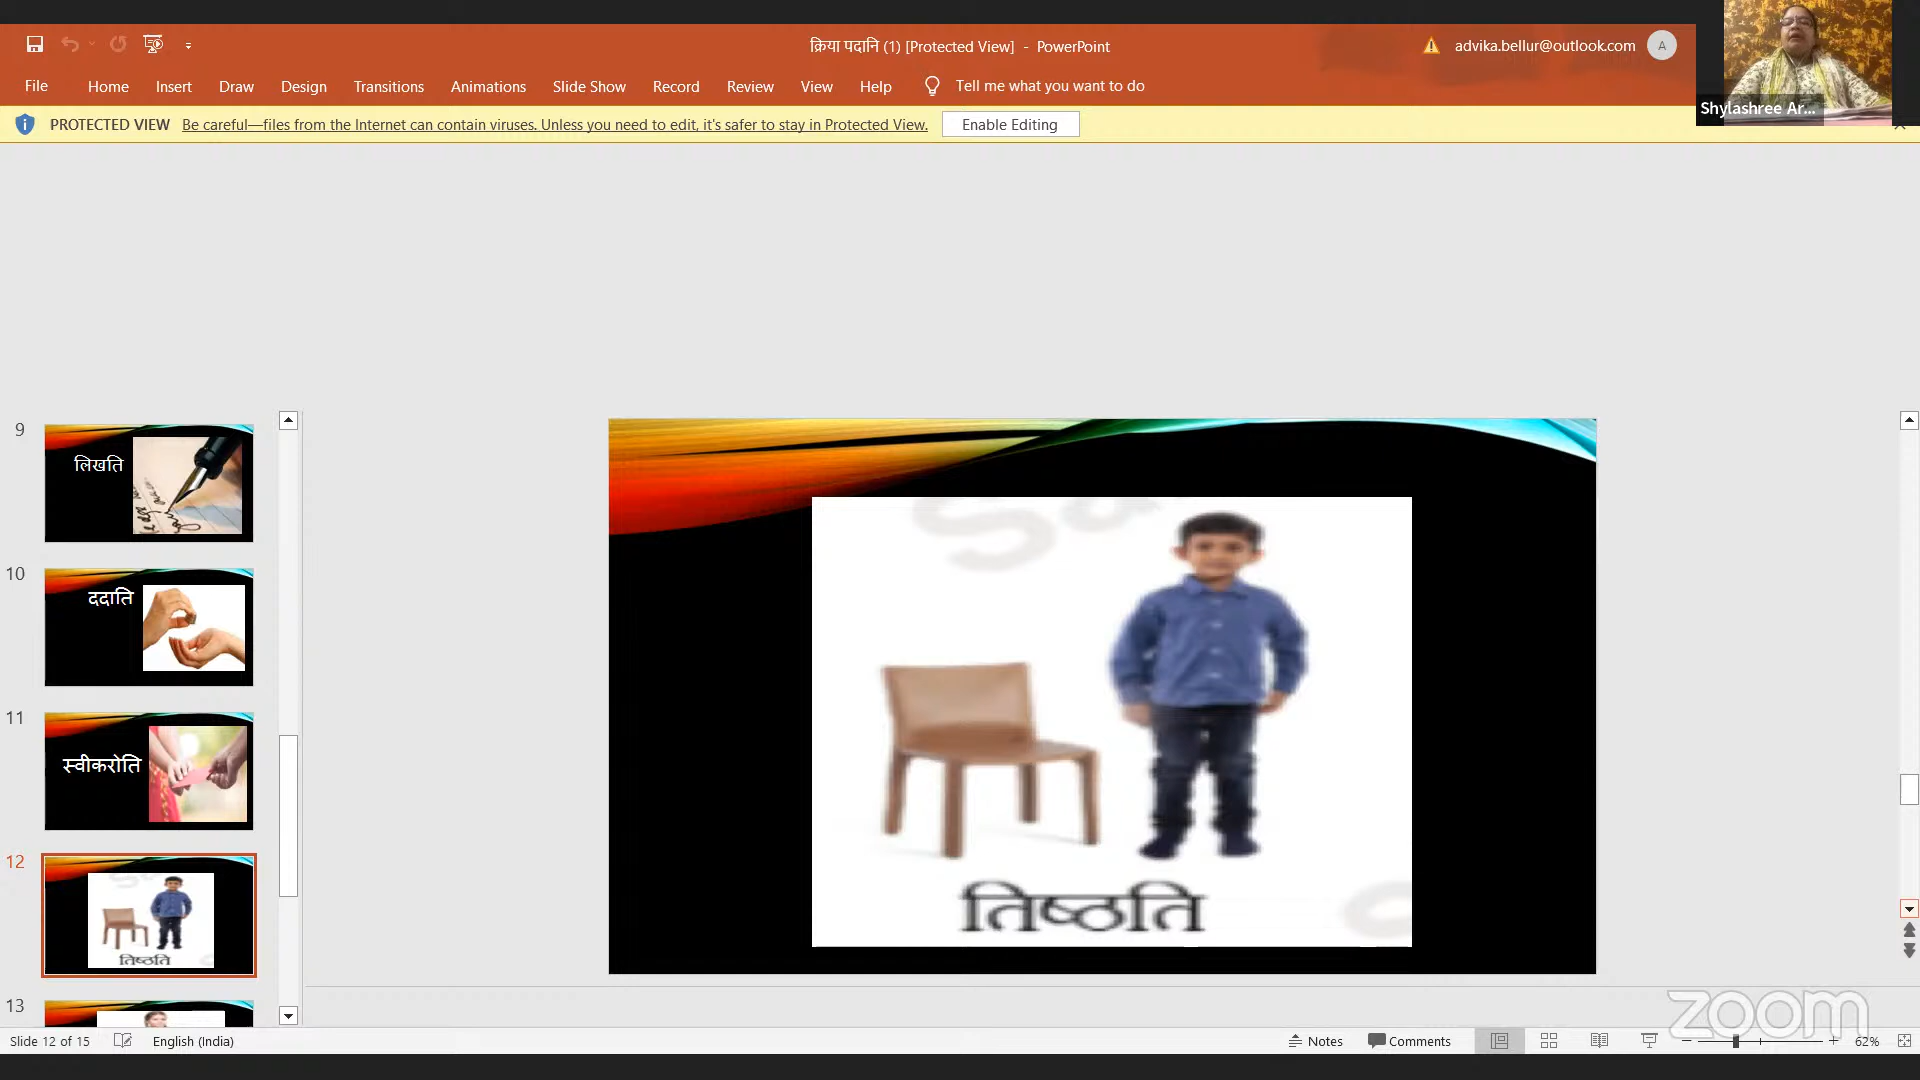 क्रिया पदानि (1) [Protected View] - PowerPoint
advika.bellur@outlook.com
A
File
Home
Insert
Draw
Design
Transitions
Animations
Slide Show
Record
Review
View
Help
Tell me what you want to do
Shylashree Ar...
PROTECTED VIEW Be careful—files from the Internet can contain viruses. Unless you need to edit, it's safer to stay in Protected View.
Enable Editing
9
लिखति
10
ददाति
11
स्वीकरोति
12
तिष्ठति
13
तिष्ठति
zoom
Slide 12 of 15
English (India)
Notes
Comments
62%